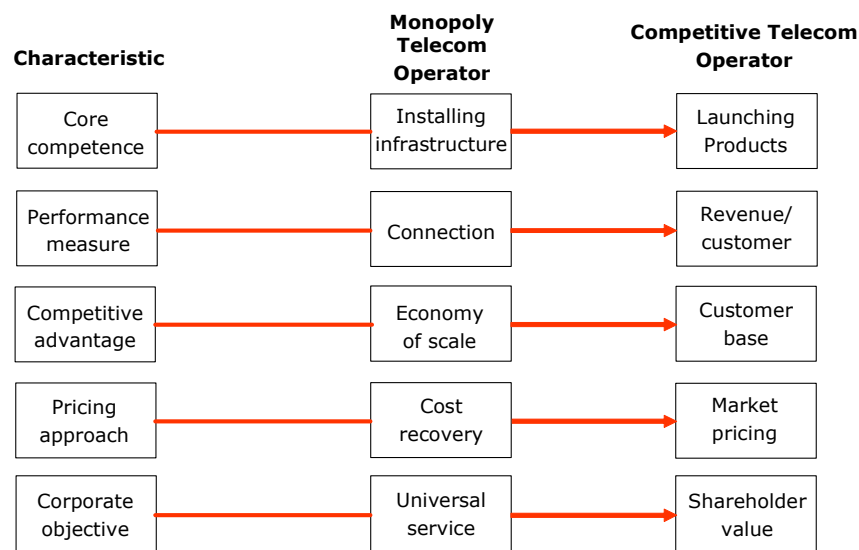 Characteristic
Monopoly
Telecom
Operator
Competitive Telecom
Operator
Core
competence
Installing
infrastructure
Launching
Products
Performance
measure
Connection
Revenue/
customer
Competitive
advantage
Economy
of scale
Customer
base
Pricing
approach
Cost
recovery
Market
pricing
Corporate
objective
Universal
service
Shareholder
value